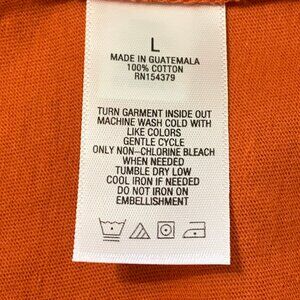 L
MADE IN GUATEMALA
100% COTTON
RN154379
TURN GARMENT INSIDE OUT
MACHINE WASH COLD WITH
LIKE COLORS
GENTLE CYCLE
ONLY NON-CHLORINE BLEACH
WHEN NEEDED
TUMBLE DRY LOW
COOL IRON IF NEEDED
DO NOT IRON ON
EMBELLISHMENT